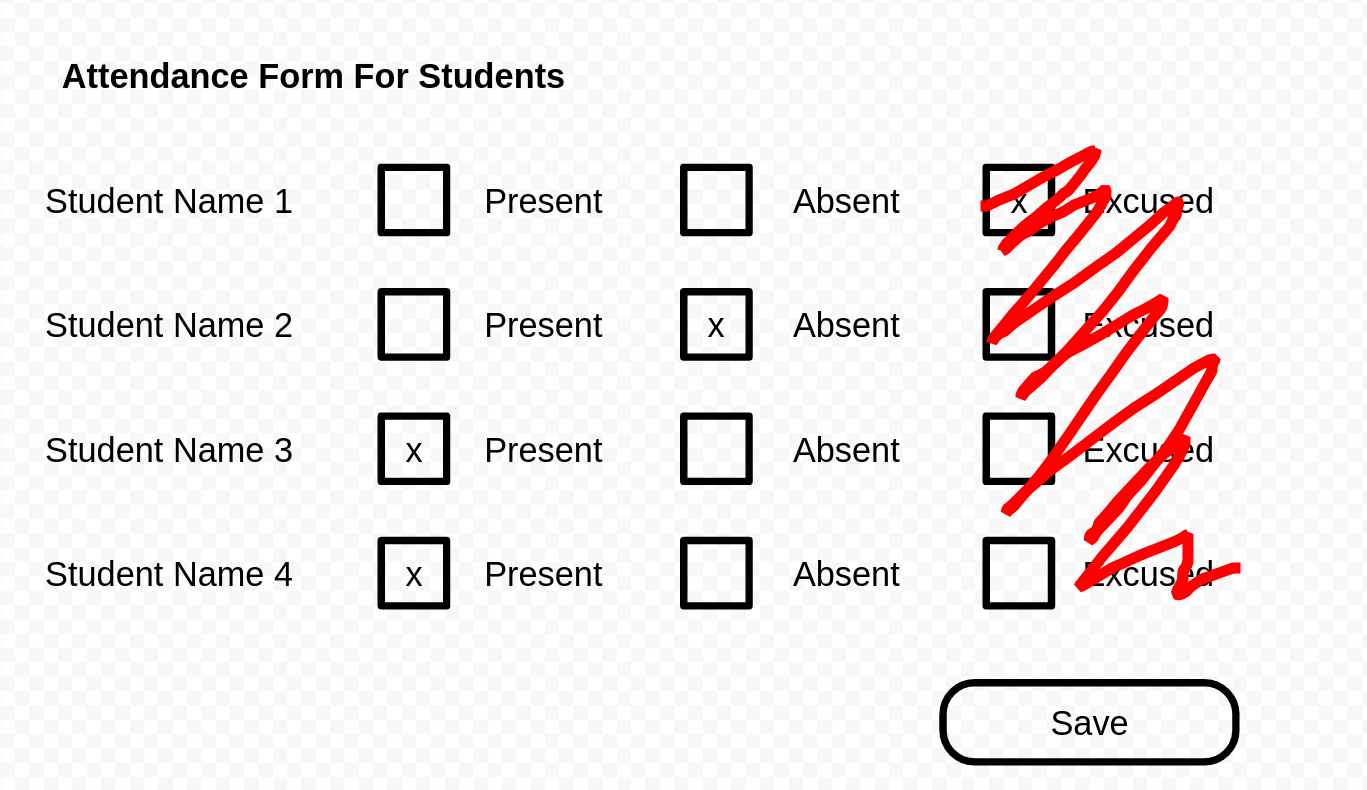 Attendance Form For Students
Student Name 1 Present Absent x Excused
Student Name 2 Present x Absent Excused
Student Name 3 x Present Absent Excused
Student Name 4 x Present Absent Excused
Save